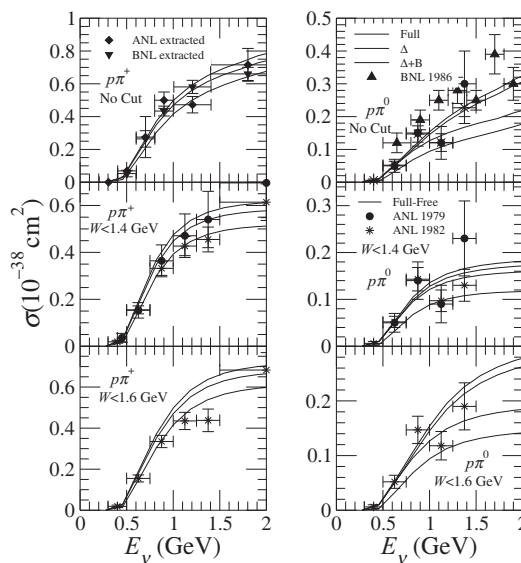 ANL extracted
BNL extracted
pπ⁺
No Cut
0.8
0.6
0.4
0.2
0
Full
Δ
Δ+B
BNL 1986
pπ⁰
No Cut
0.5
0.4
0.3
0.2
0.1
0
σ(10⁻³⁸ cm²)
pπ⁺
W<1.4 GeV
0.6
0.4
0.2
0
Full-Free
ANL 1979
ANL 1982
W<1.4 GeV
pπ⁰
0.3
0.2
0.1
0
pπ⁺
W<1.6 GeV
0.6
0.4
0.2
0
0 0.5 1 1.5 2
E_ν (GeV)
pπ⁰
W<1.6 GeV
0.2
0.1
0
0 0.5 1 1.5
E_ν (GeV)